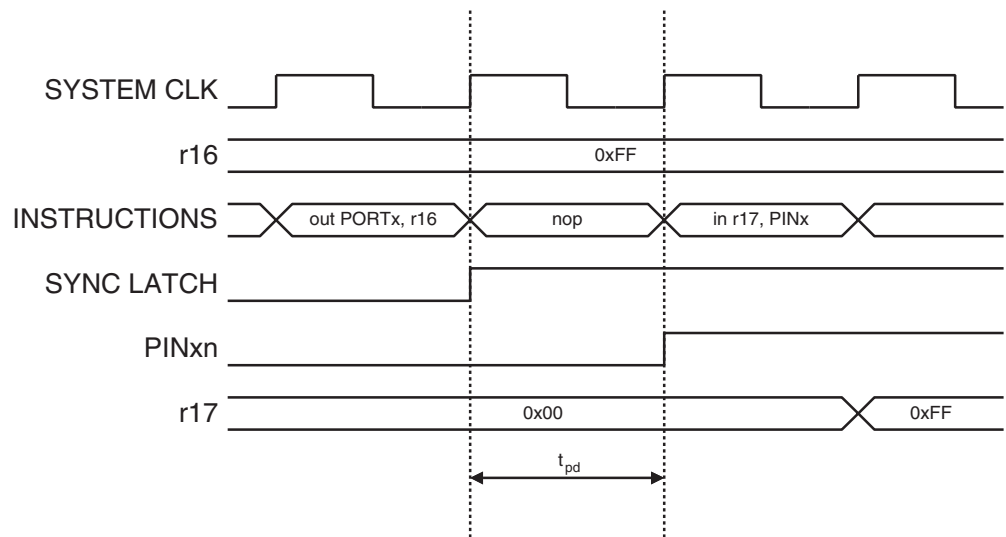 SYSTEM CLK
r16
0xFF
INSTRUCTIONS
out PORTx, r16
nop
in r17, PINx
SYNC LATCH
PINxn
r17
0x00
0xFF
tpd